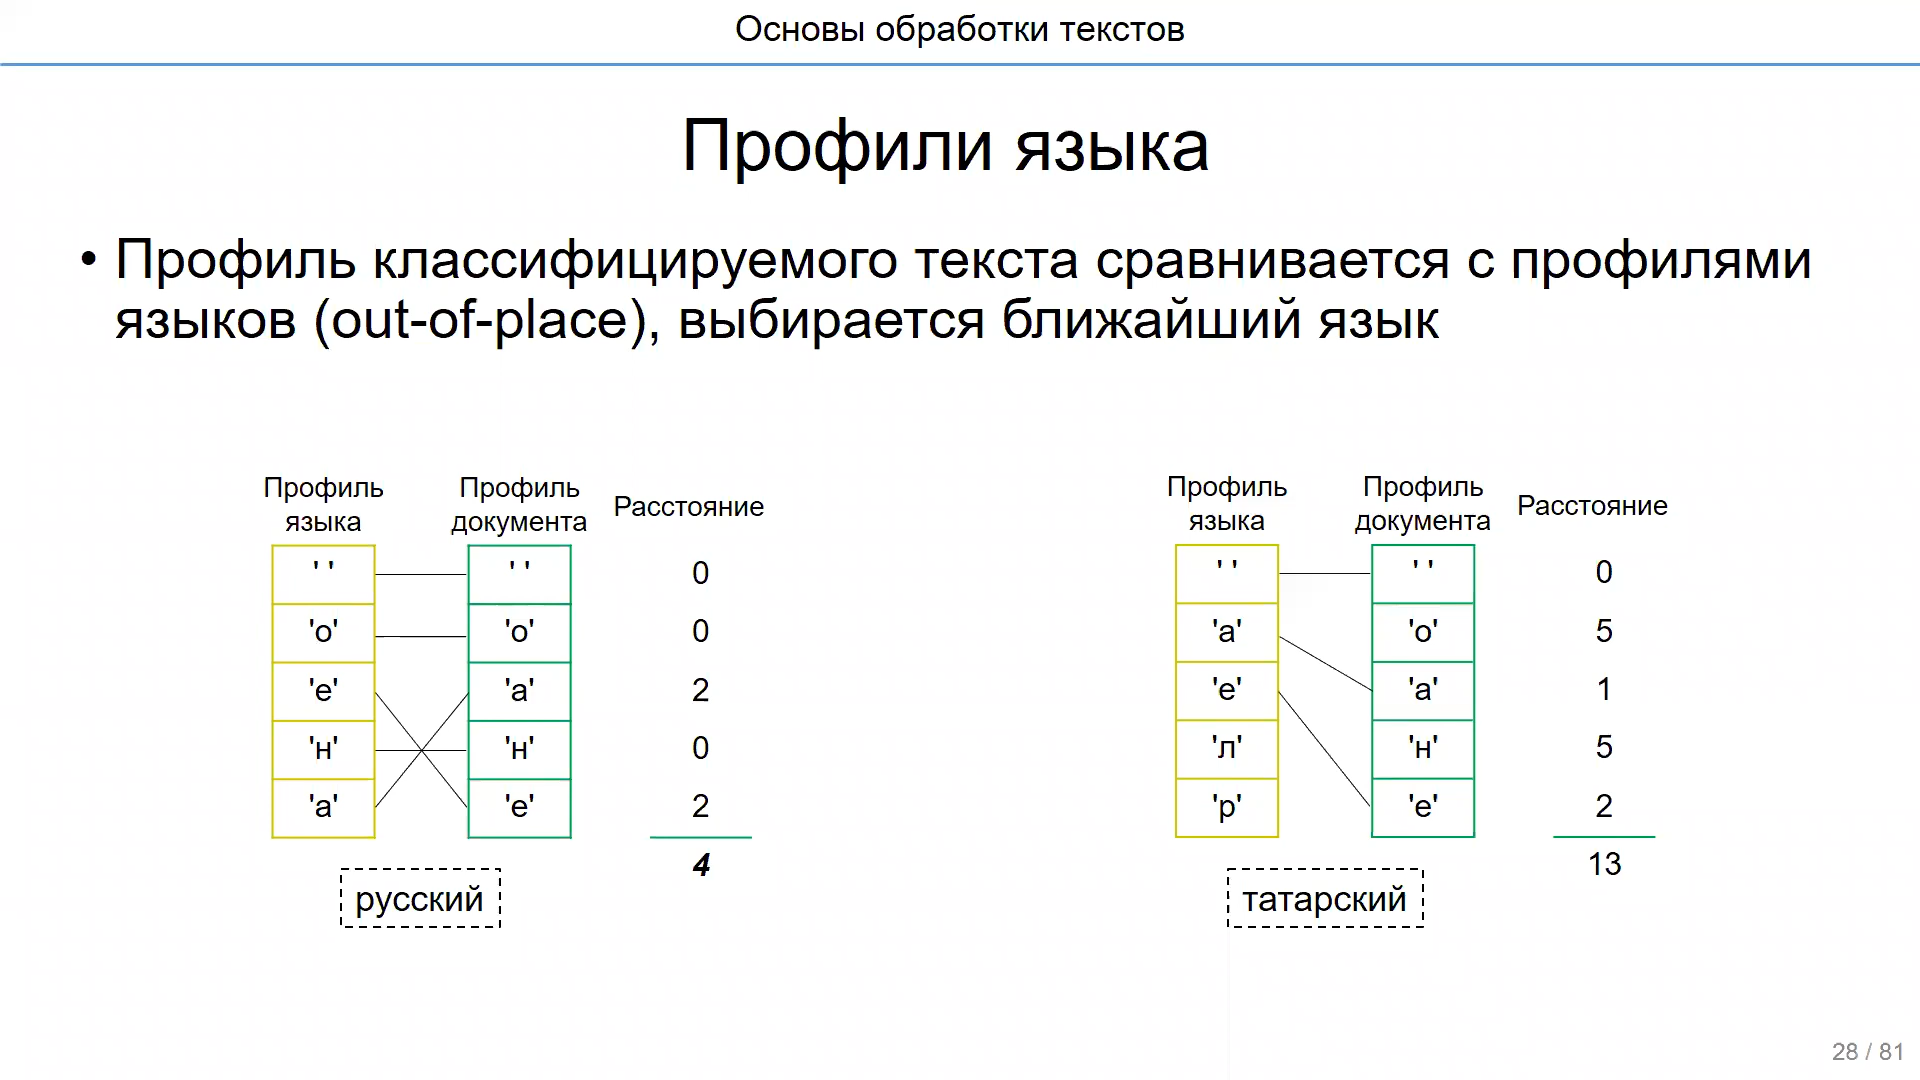 Основы обработки текстов
Профили языка
• Профиль классифицируемого текста сравнивается с профилями
языков (out-of-place), выбирается ближайший язык
Профиль языка Профиль документа Расстояние
' ' ' ' 0
'о' 'о' 0
'е' 'а' 2
'н' 'н' 0
'а' 'е' 2
4
русский
Профиль языка Профиль документа Расстояние
' ' ' ' 0
'а' 'о' 5
'е' 'а' 1
'л' 'н' 5
'р' 'е' 2
13
татарский
28 / 81